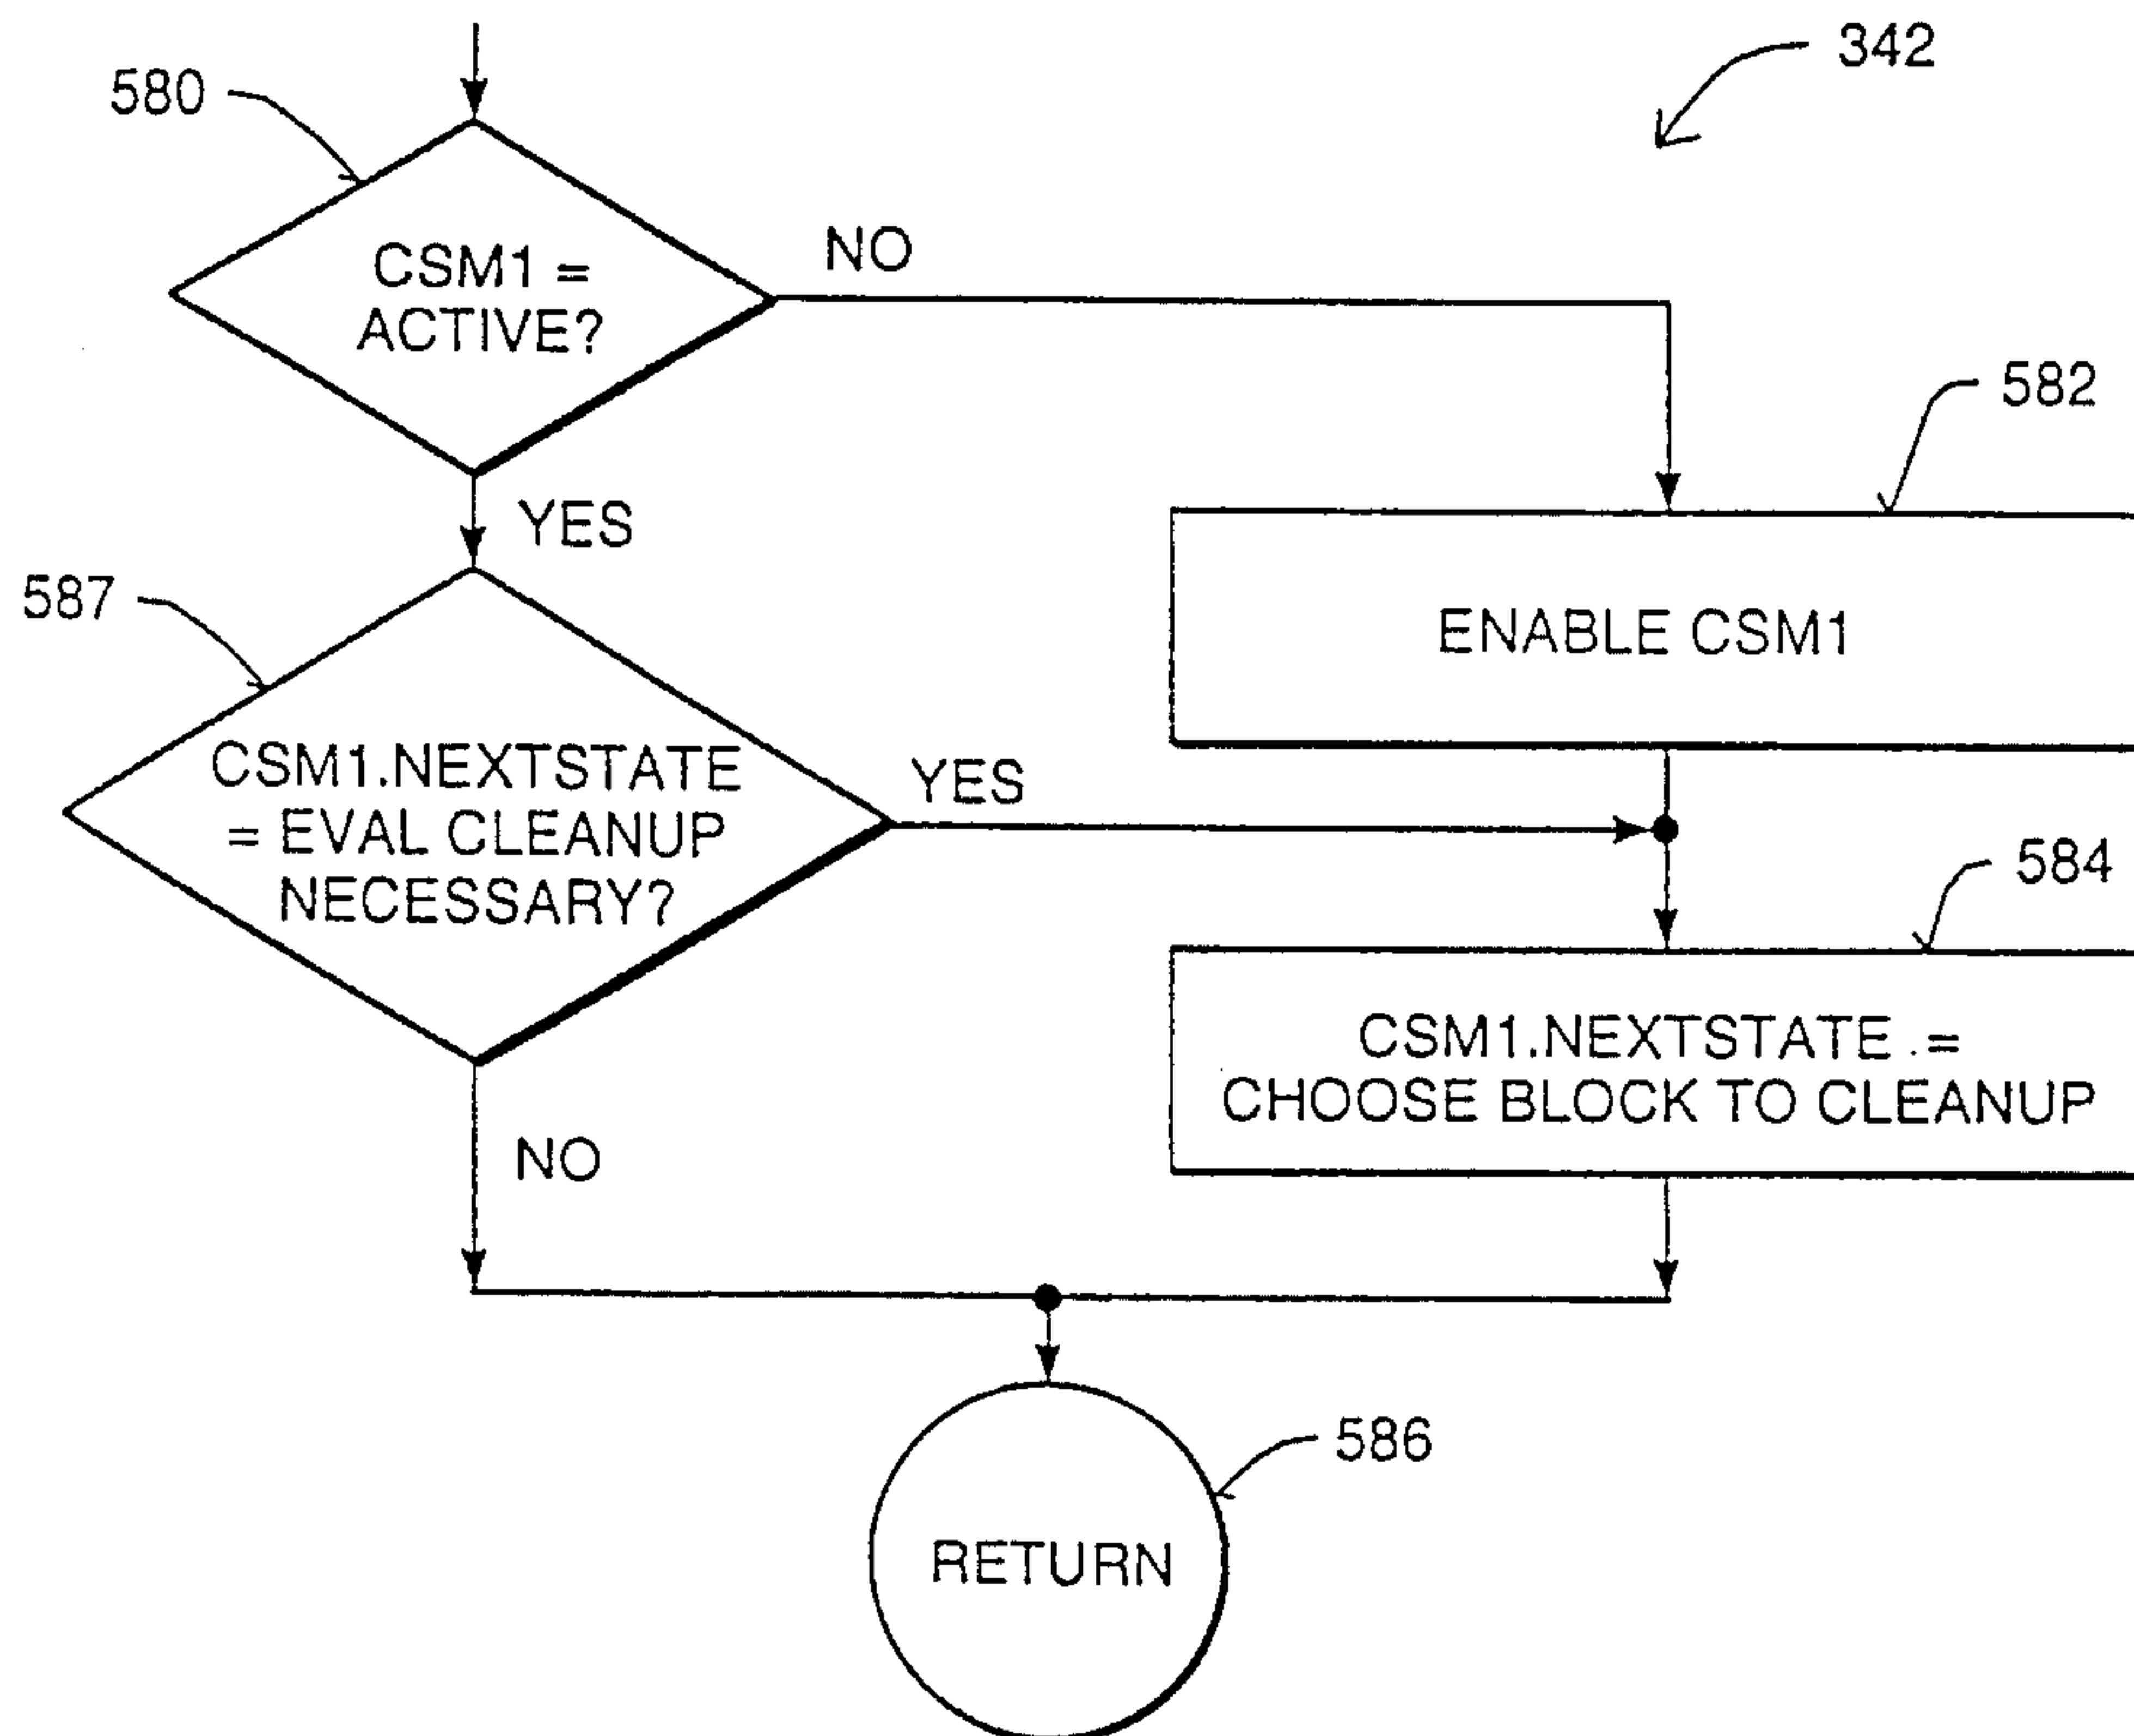 342
580
CSM1 =
ACTIVE?
NO
582
YES
ENABLE CSM1
587
CSM1.NEXTSTATE
= EVAL CLEANUP
NECESSARY?
YES
584
CSM1.NEXTSTATE :=
CHOOSE BLOCK TO CLEANUP
NO
586
RETURN